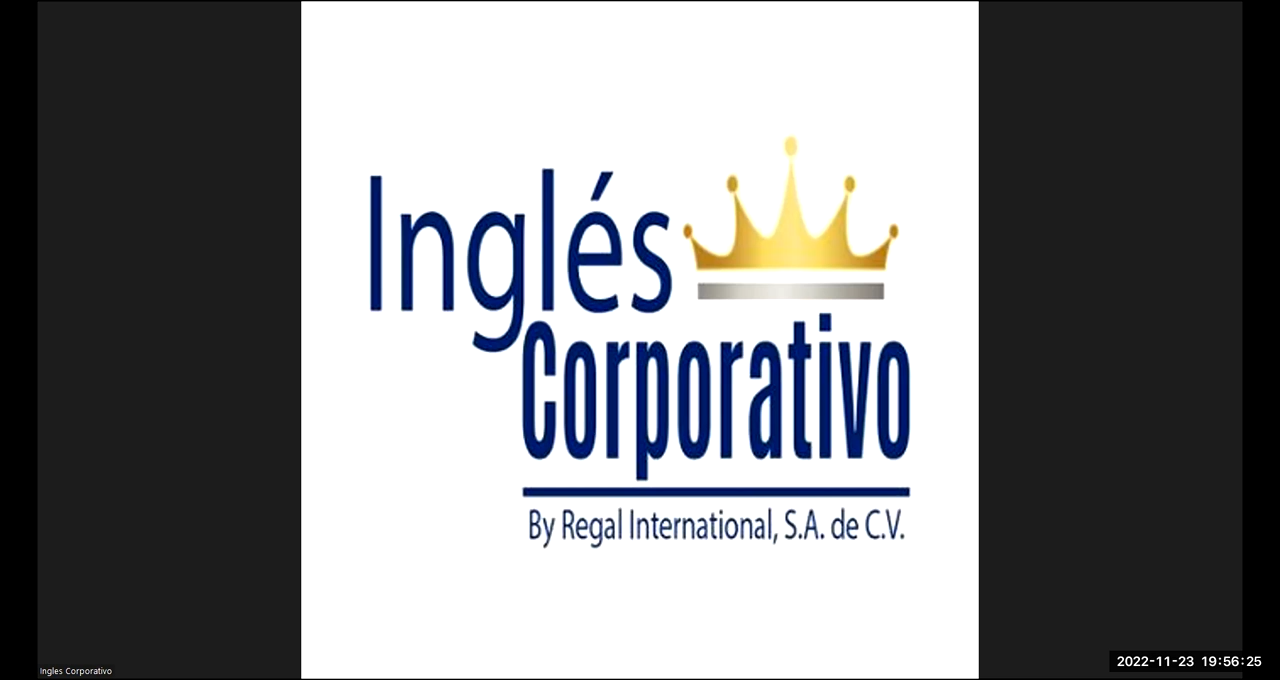 Inglés
Corporativo
By Regal International, S.A. de C.V.
Ingles Corporativo
2022-11-23 19:56:25